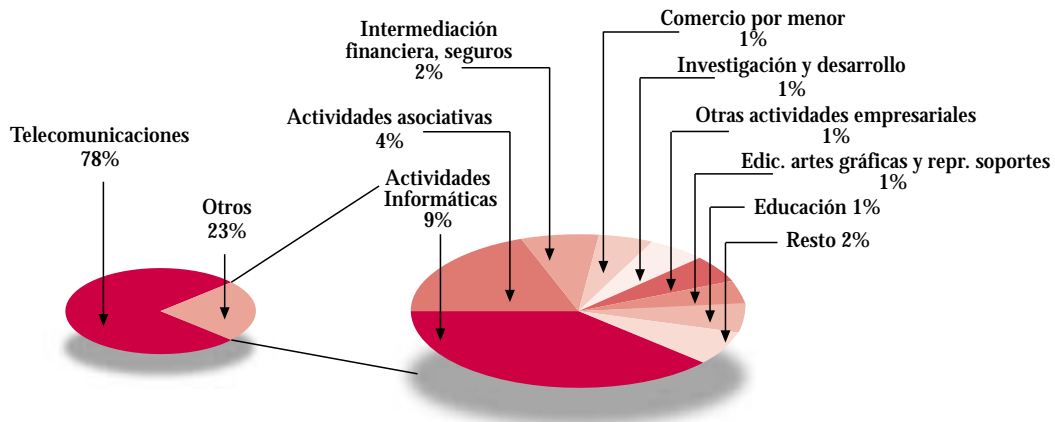 Telecomunicaciones
78%
Otros
23%
Intermediación
financiera, seguros
2%
Actividades asociativas
4%
Actividades
Informáticas
9%
Comercio por menor
1%
Investigación y desarrollo
1%
Otras actividades empresariales
1%
Edic. artes gráficas y repr. soportes
1%
Educación 1%
Resto 2%